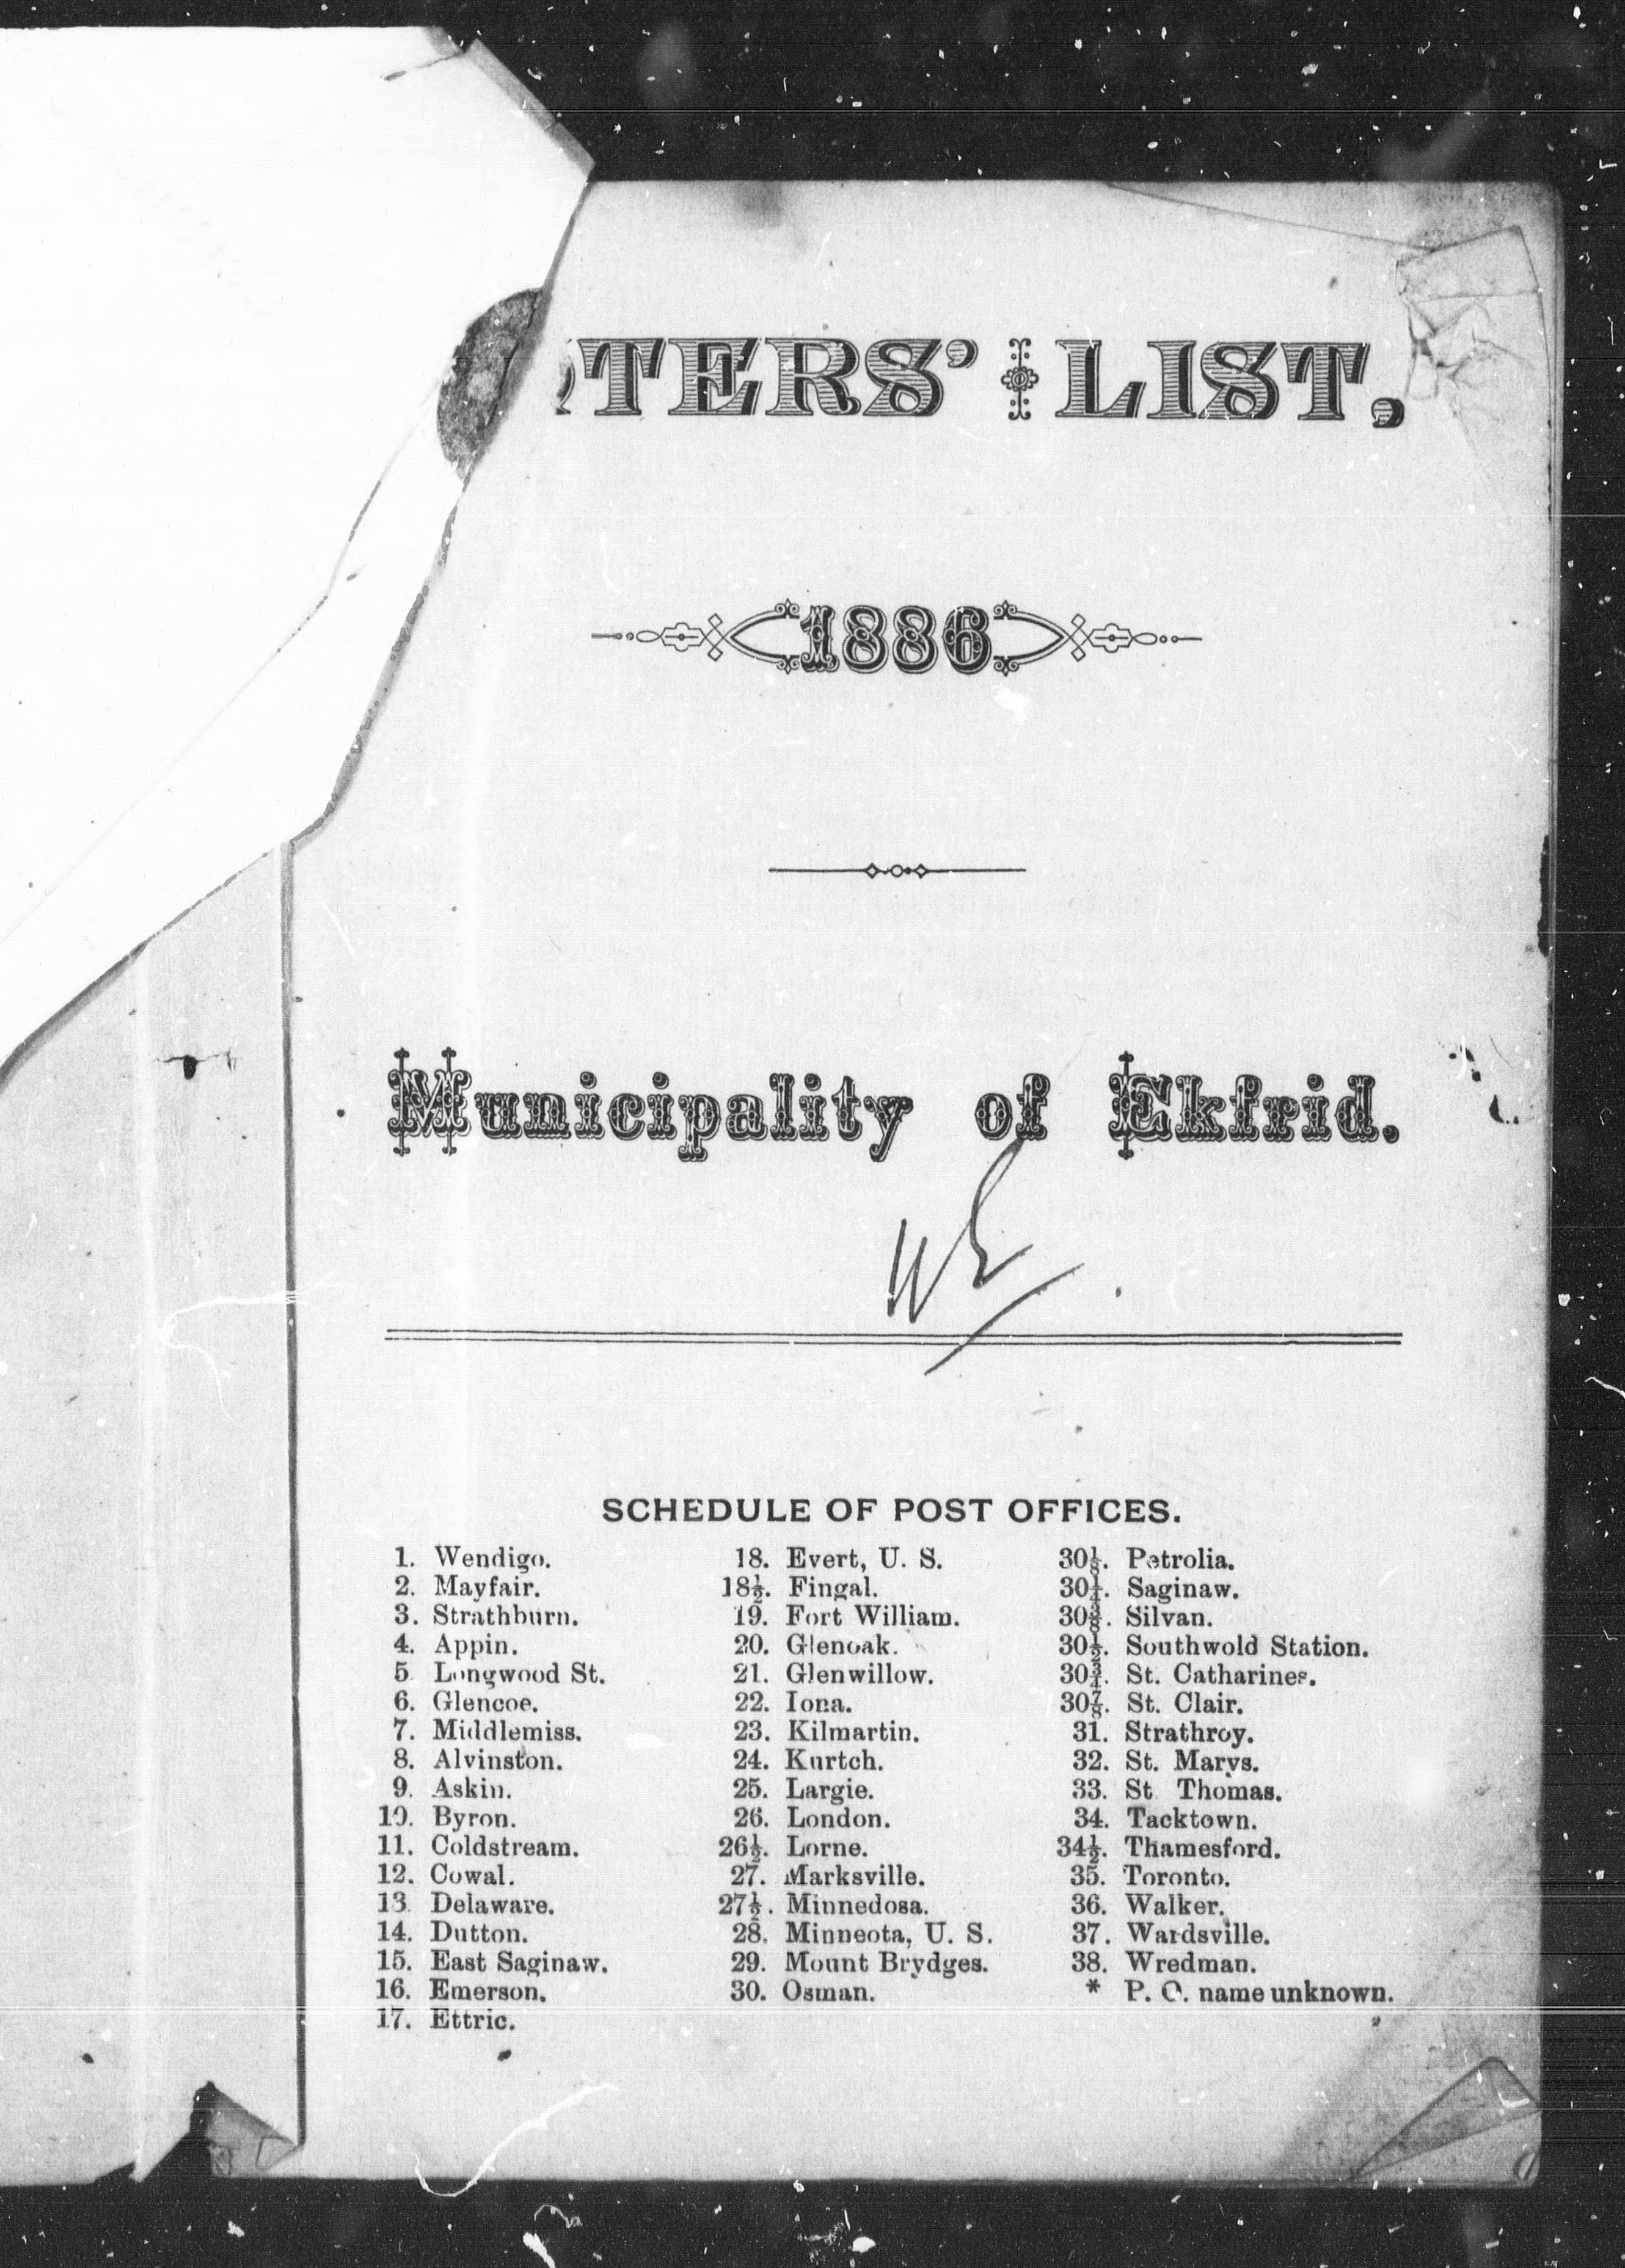 OTERS' LIST,
1886
Municipality of Ekfrid.
SCHEDULE OF POST OFFICES.
1. Wendigo.
2. Mayfair.
3. Strathburn.
4. Appin.
5. Longwood St.
6. Glencoe.
7. Middlemiss.
8. Alvinston.
9. Askin.
10. Byron.
11. Coldstream.
12. Cowal.
13. Delaware.
14. Dutton.
15. East Saginaw.
16. Emerson.
17. Ettric.
18. Evert, U. S.
18½. Fingal.
19. Fort William.
20. Glenoak.
21. Glenwillow.
22. Iona.
23. Kilmartin.
24. Kurtch.
25. Largie.
26. London.
26½. Lorne.
27. Marksville.
27½. Minnedosa.
28. Minneota, U. S.
29. Mount Brydges.
30. Osman.
30⅛. Petrolia.
30¼. Saginaw.
30⅜. Silvan.
30½. Southwold Station.
30¾. St. Catharines.
30⅞. St. Clair.
31. Strathroy.
32. St. Marys.
33. St. Thomas.
34. Tacktown.
34½. Thamesford.
35. Toronto.
36. Walker.
37. Wardsville.
38. Wredman.
* P. O. name unknown.